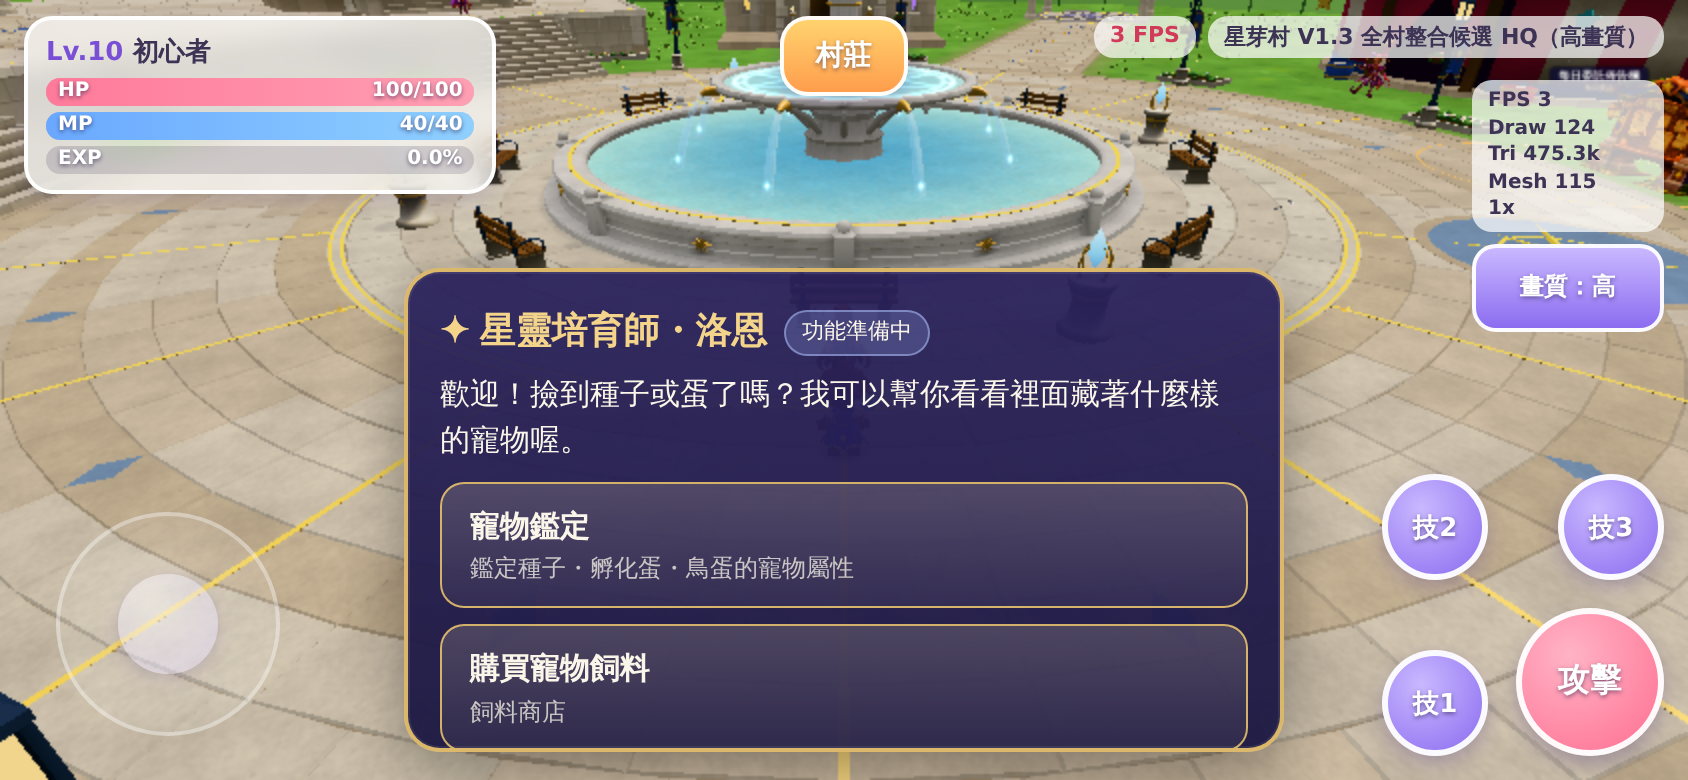 Lv.10 初心者
HP 100/100
MP 40/40
EXP 0.0%
村莊
3 FPS
星芽村 V1.3 全村整合候選 HQ（高畫質）
FPS 3
Draw 124
Tri 475.3k
Mesh 115
1x
畫質：高
✦ 星靈培育師・洛恩 功能準備中
歡迎！撿到種子或蛋了嗎？我可以幫你看看裡面藏著什麼樣
的寵物喔。
寵物鑑定
鑑定種子・孵化蛋・鳥蛋的寵物屬性
購買寵物飼料
飼料商店
技2
技3
技1
攻擊